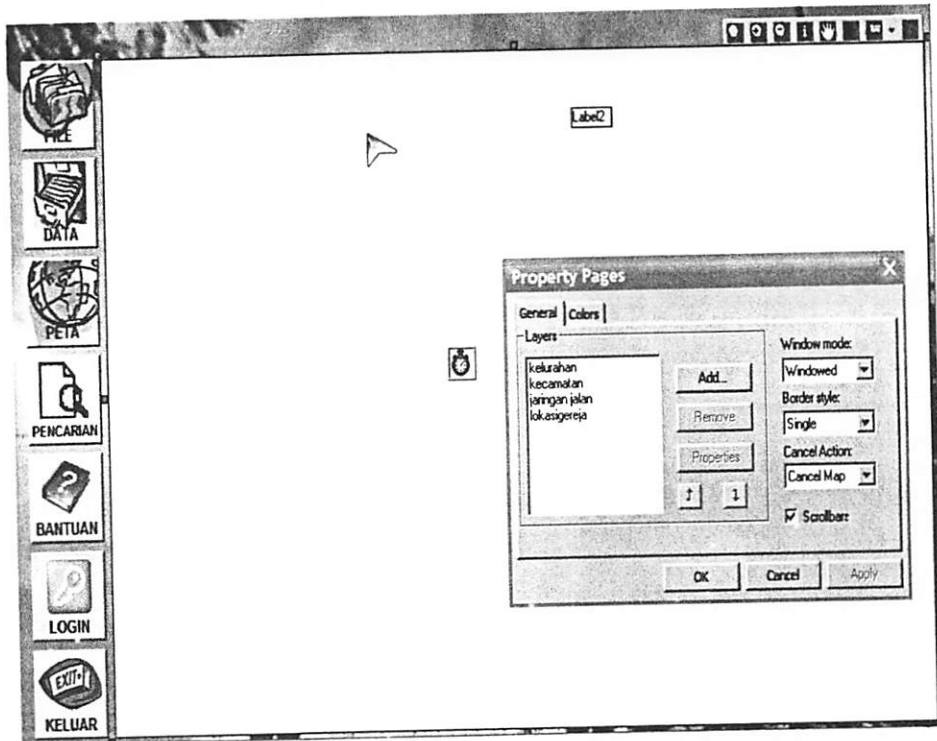 Label2
FILE
DATA
PETA
PENCARIAN
BANTUAN
LOGIN
EXIT
KELUAR
Property Pages
General Colors
Layers
kelurahan
kecamatan
jaringan jalan
lokasigereja
Add...
Remove
Properties
Window mode:
Windowed
Border style:
Single
Cancel Action:
Cancel Map
Scrollbars
OK Cancel Apply